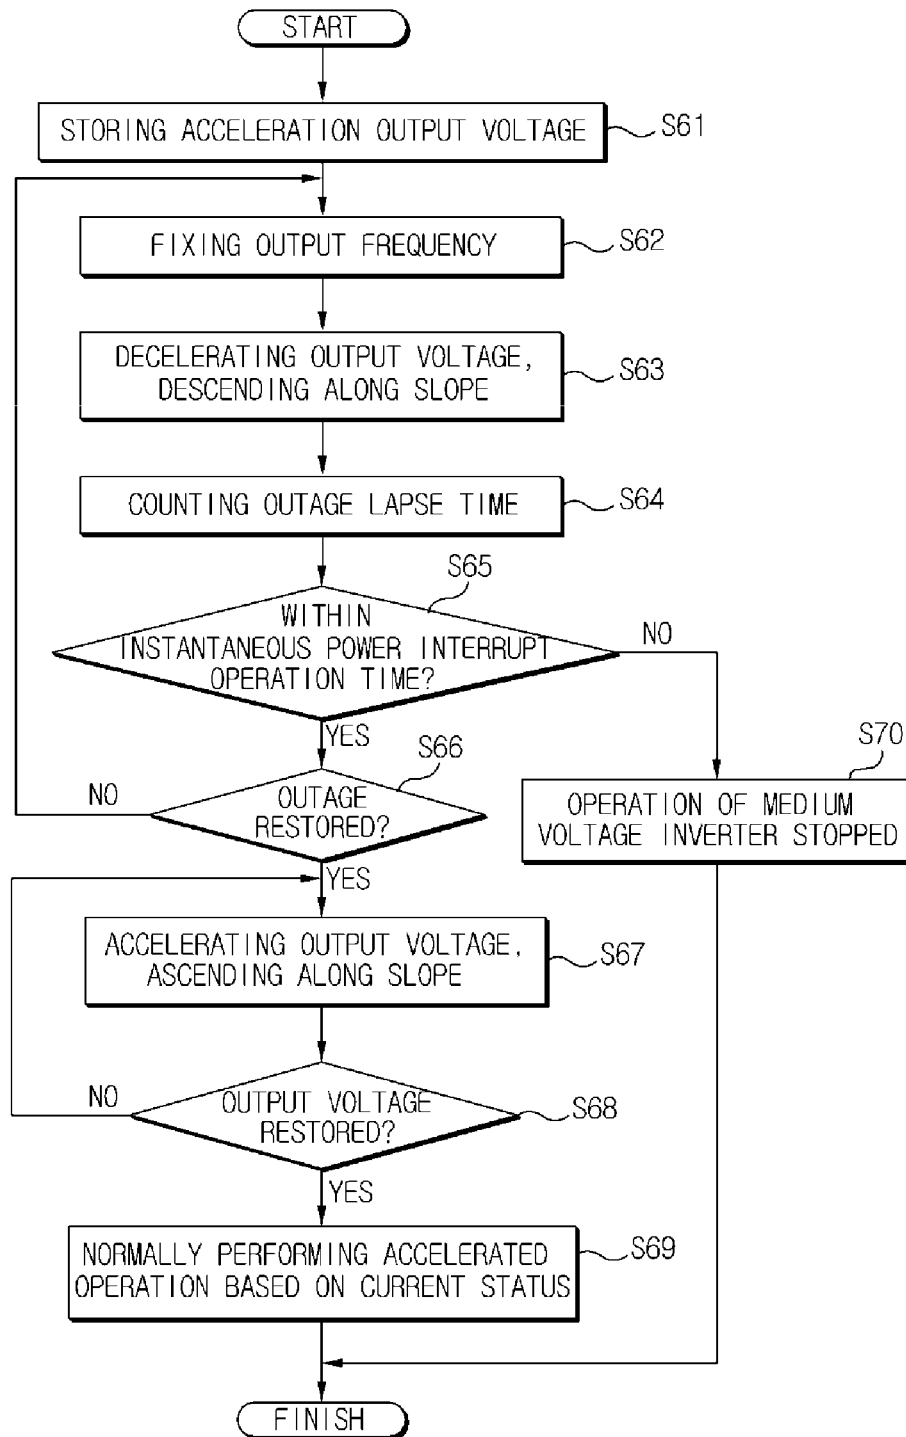 START
STORING ACCELERATION OUTPUT VOLTAGE
S61
FIXING OUTPUT FREQUENCY
S62
DECELERATING OUTPUT VOLTAGE,
DESCENDING ALONG SLOPE
S63
COUNTING OUTAGE LAPSE TIME
S64
S65
WITHIN
INSTANTANEOUS POWER INTERRUPT
OPERATION TIME?
NO
YES
S66
S70
NO
OUTAGE
RESTORED?
OPERATION OF MEDIUM
VOLTAGE INVERTER STOPPED
YES
ACCELERATING OUTPUT VOLTAGE,
ASCENDING ALONG SLOPE
S67
NO
OUTPUT VOLTAGE
RESTORED?
S68
YES
NORMALLY PERFORMING ACCELERATED
OPERATION BASED ON CURRENT STATUS
S69
FINISH